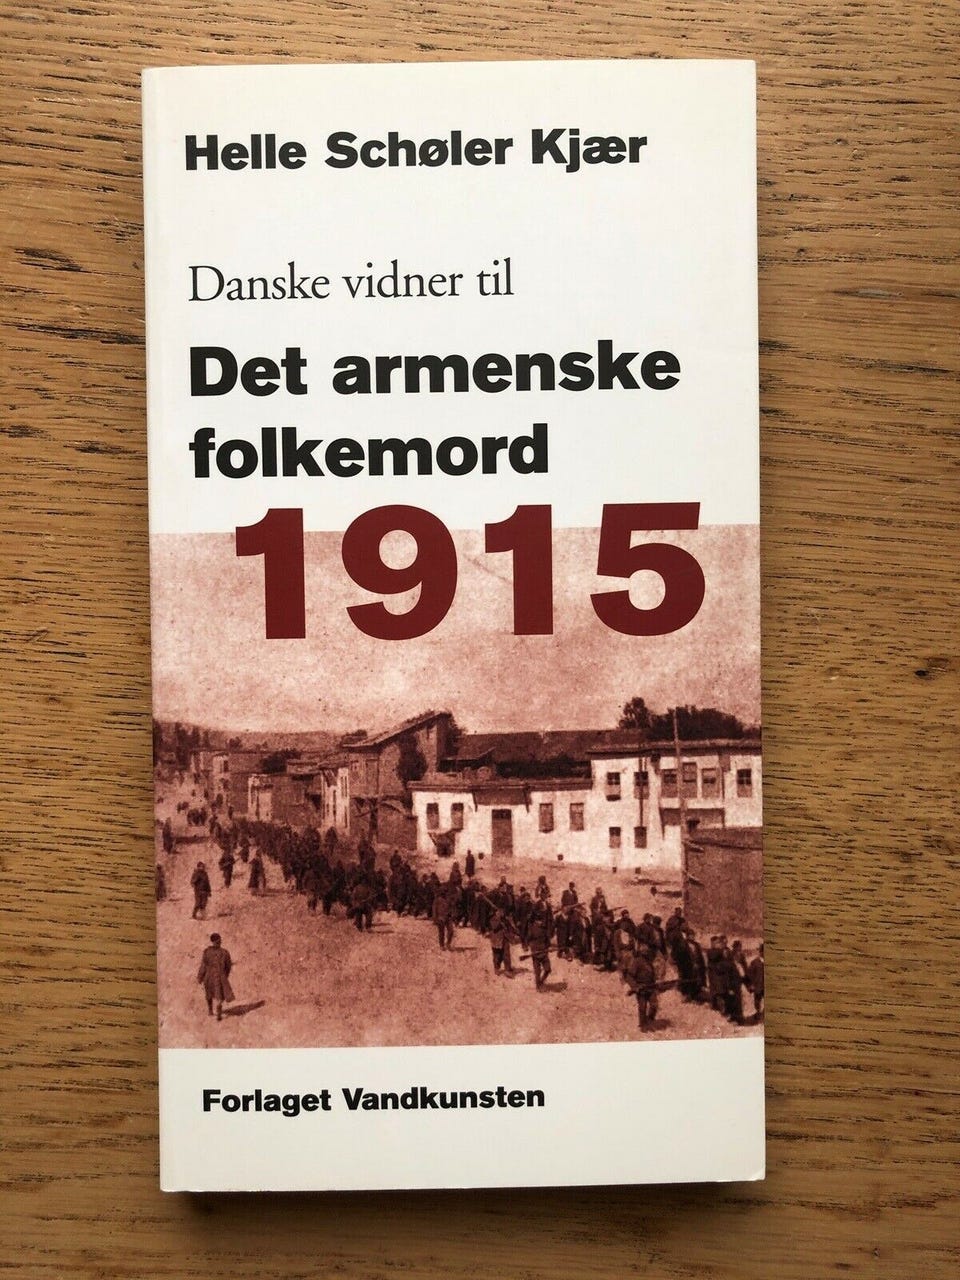 Helle Schøler Kjær
Danske vidner til
Det armenske
folkemord
1915
Forlaget Vandkunsten